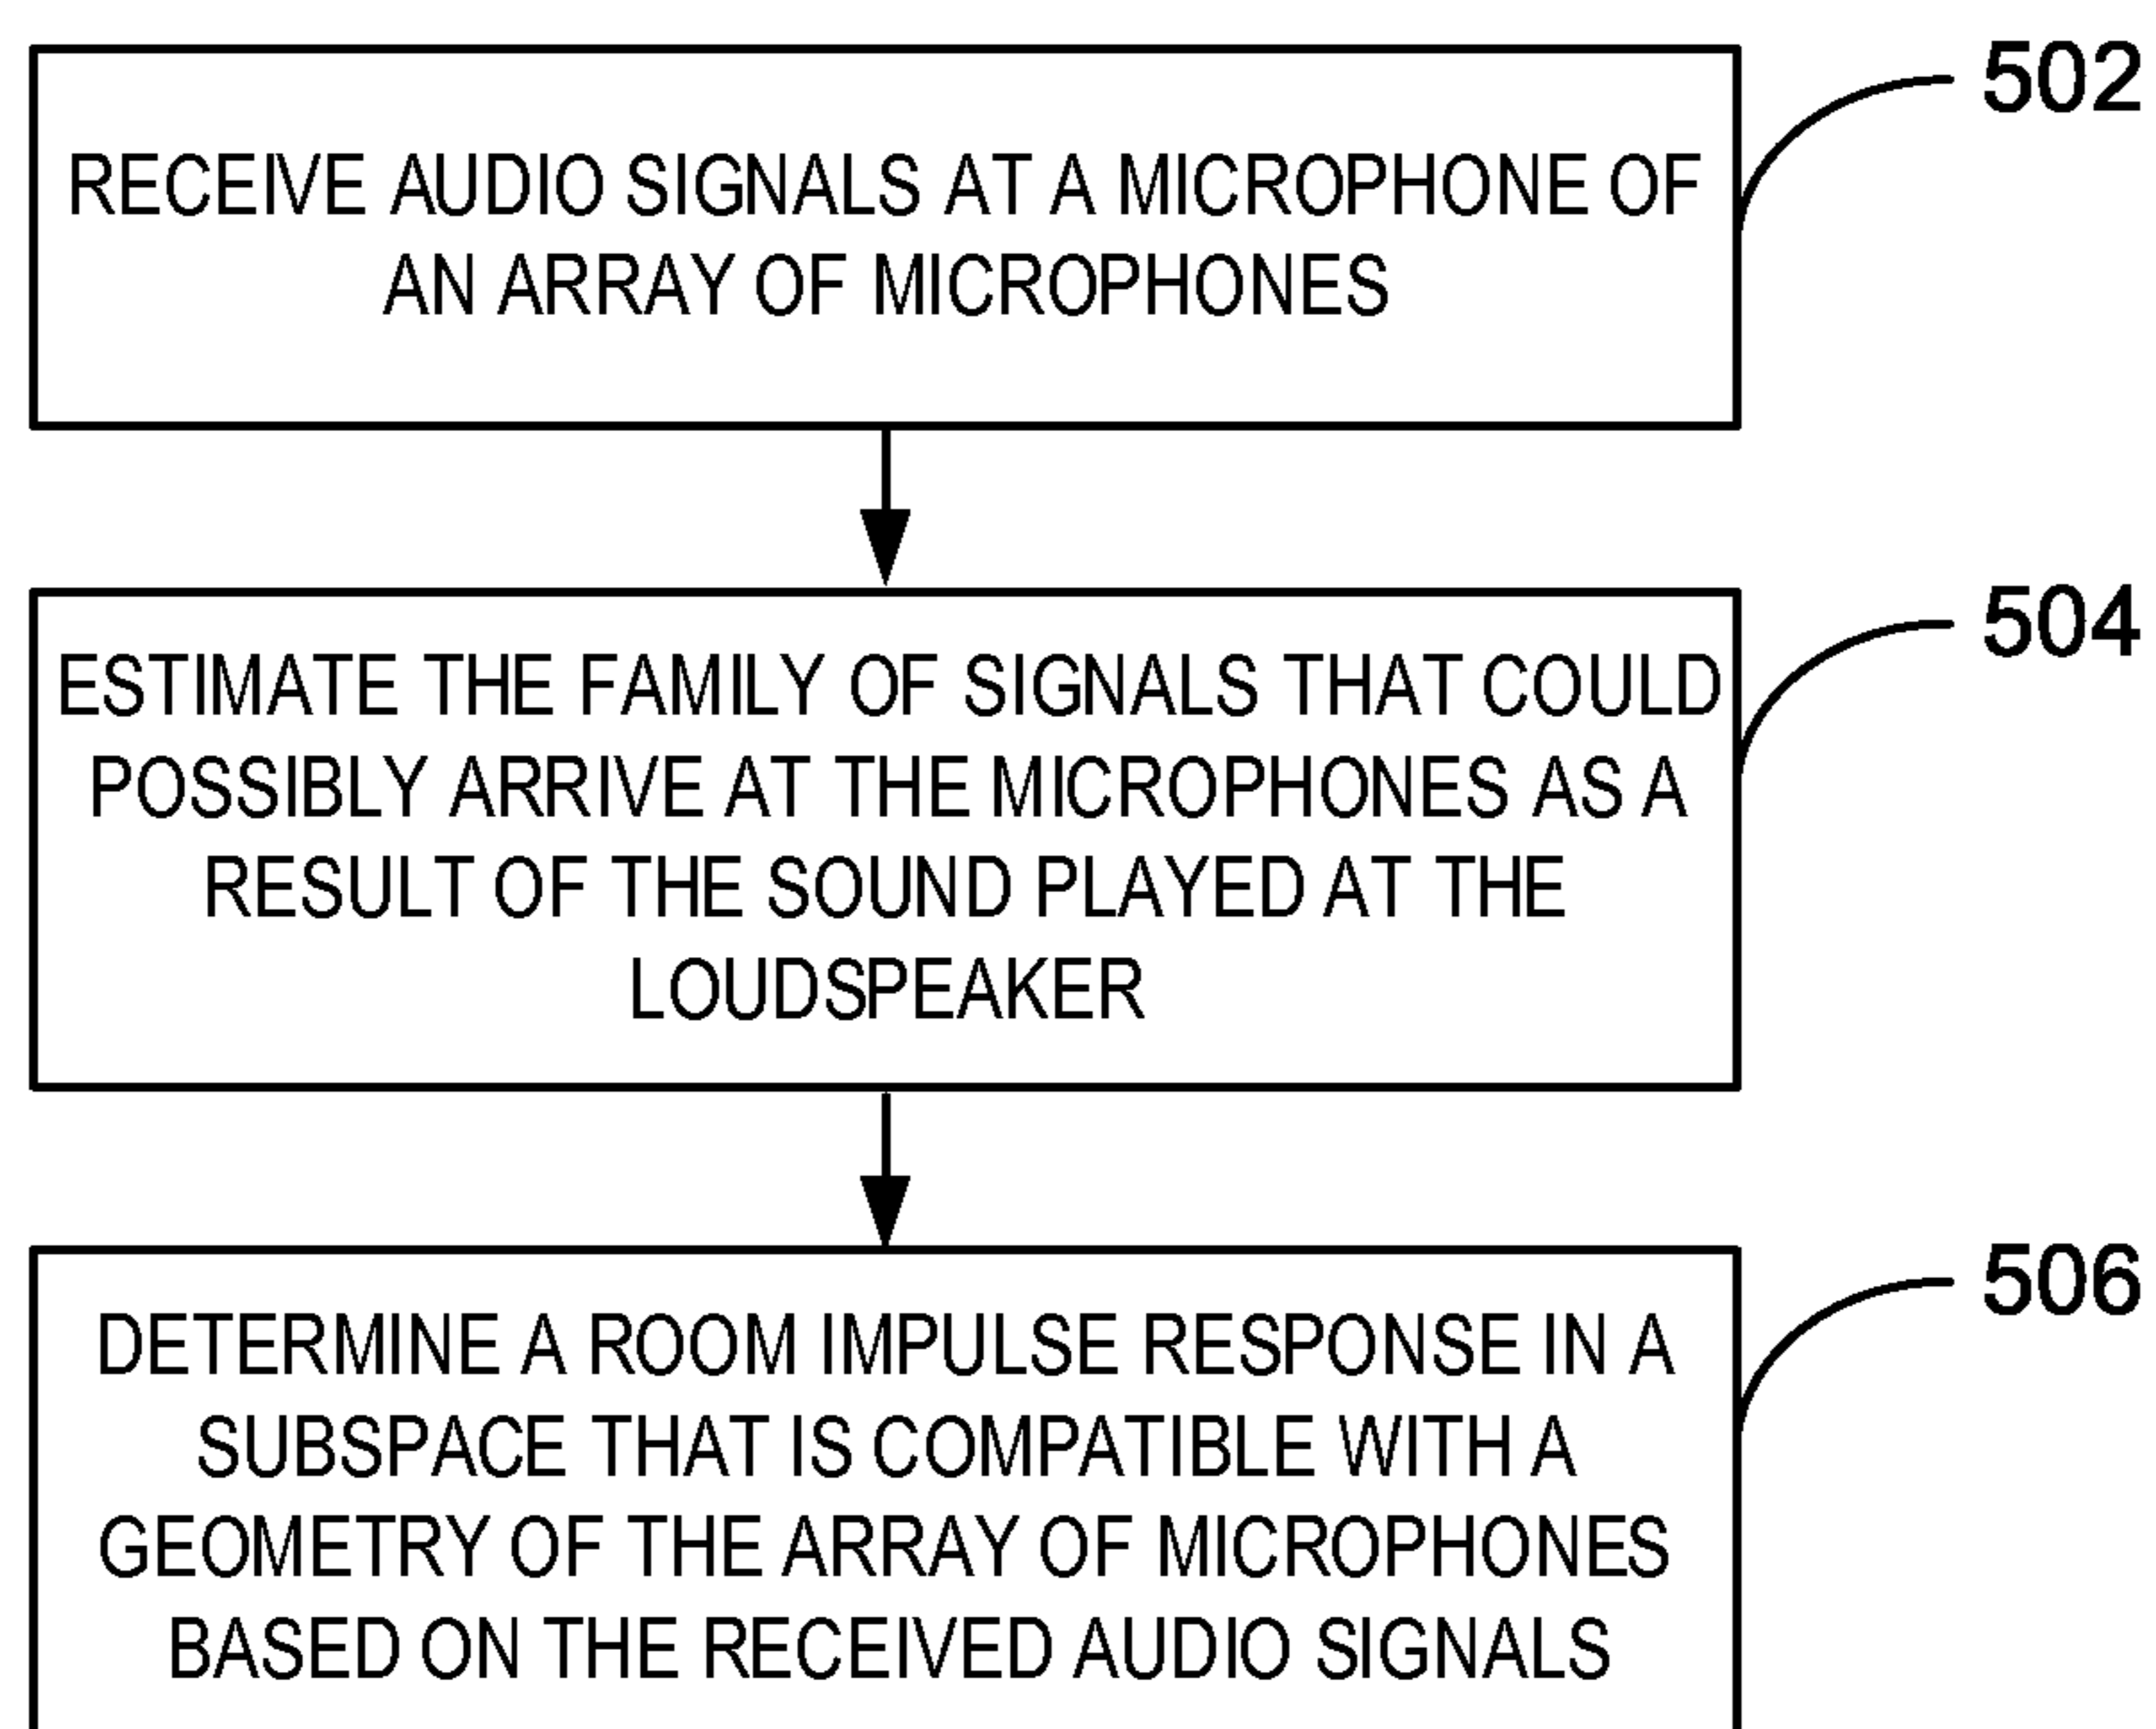 502
RECEIVE AUDIO SIGNALS AT A MICROPHONE OF
AN ARRAY OF MICROPHONES
504
ESTIMATE THE FAMILY OF SIGNALS THAT COULD
POSSIBLY ARRIVE AT THE MICROPHONES AS A
RESULT OF THE SOUND PLAYED AT THE
LOUDSPEAKER
506
DETERMINE A ROOM IMPULSE RESPONSE IN A
SUBSPACE THAT IS COMPATIBLE WITH A
GEOMETRY OF THE ARRAY OF MICROPHONES
BASED ON THE RECEIVED AUDIO SIGNALS